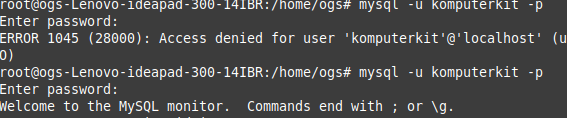 root@ogs-Lenovo-ideapad-300-14IBR:/home/ogs# mysql -u komputerkit -p
Enter password:
ERROR 1045 (28000): Access denied for user 'komputerkit'@'localhost' (u
O)
root@ogs-Lenovo-ideapad-300-14IBR:/home/ogs# mysql -u komputerkit -p
Enter password:
Welcome to the MySQL monitor.  Commands end with ; or \g.